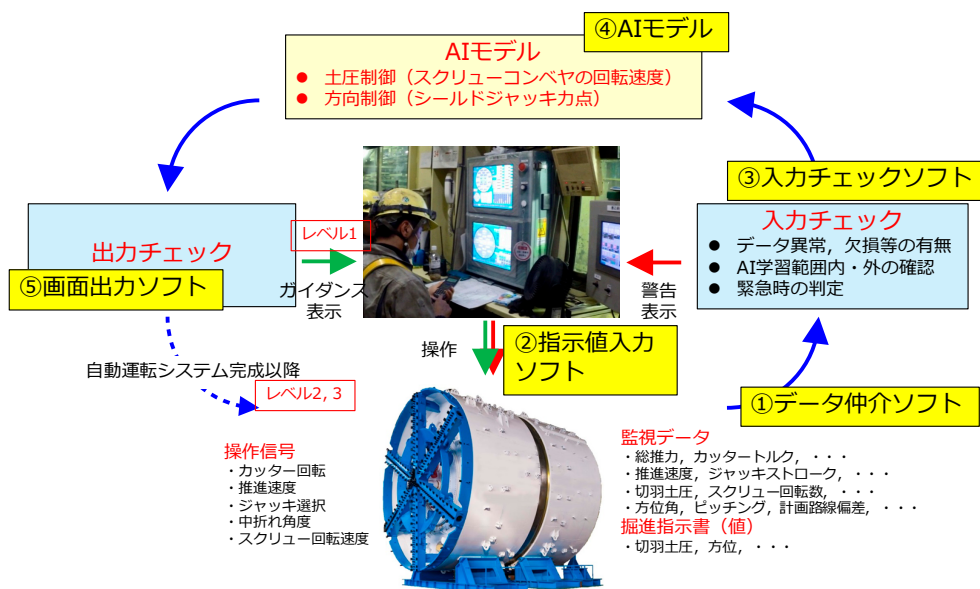 ④AIモデル
AIモデル
● 土圧制御（スクリューコンベヤの回転速度）
● 方向制御（シールドジャッキ力点）
③入力チェックソフト
入力チェック
● データ異常，欠損等の有無
● AI学習範囲内・外の確認
● 緊急時の判定
出力チェック
⑤画面出力ソフト
レベル1
ガイダンス
表示
警告
表示
操作
②指示値入力
ソフト
自動運転システム完成以降
レベル2, 3
①データ仲介ソフト
操作信号
・カッター回転
・推進速度
・ジャッキ選択
・中折れ角度
・スクリュー回転速度
監視データ
・総推力，カッタートルク，・・・
・推進速度，ジャッキストローク，・・・
・切羽土圧，スクリュー回転数，・・・
・方位角，ピッチング，計画路線偏差，・・・
掘進指示書（値）
・切羽土圧，方位，・・・